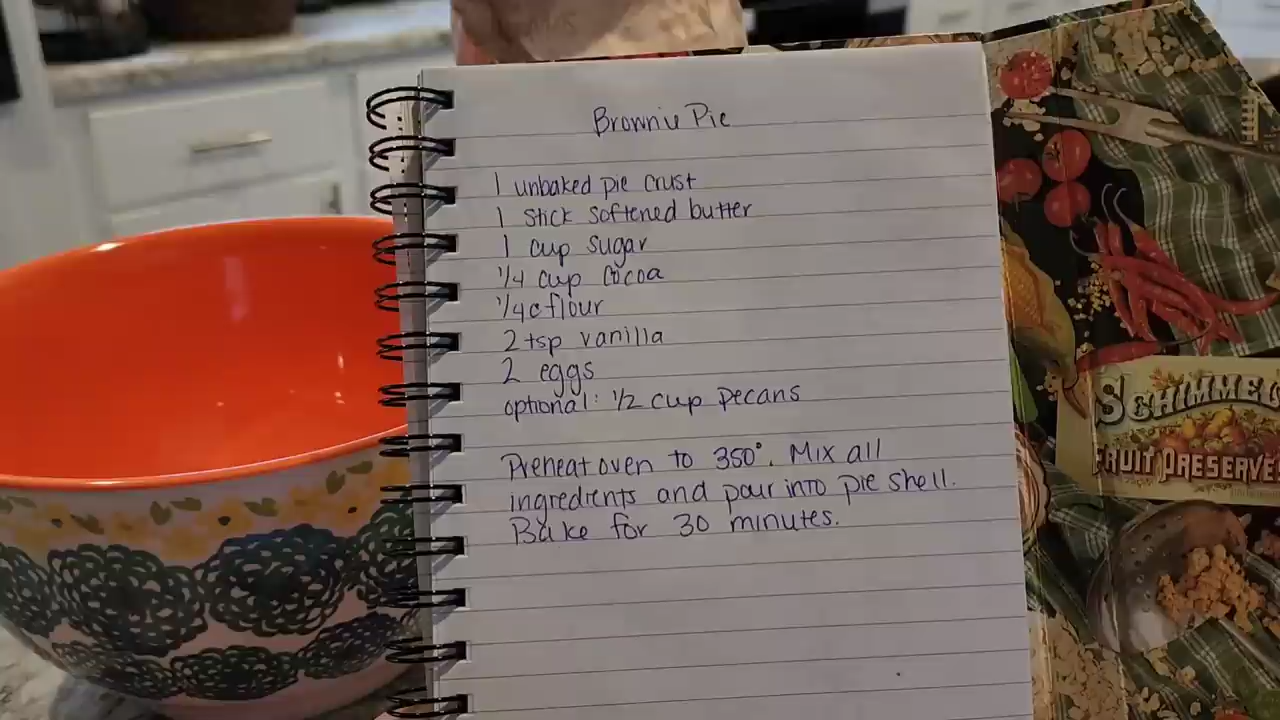 Brownie Pie
1 unbaked pie crust
1 stick softened butter
1 cup sugar
1/4 cup cocoa
1/4 c flour
2 tsp vanilla
2 eggs
optional: 1/2 cup pecans
Preheat oven to 350°. Mix all
ingredients and pour into pie shell.
Bake for 30 minutes.
SCHIMMEL
FRUIT PRESERVE